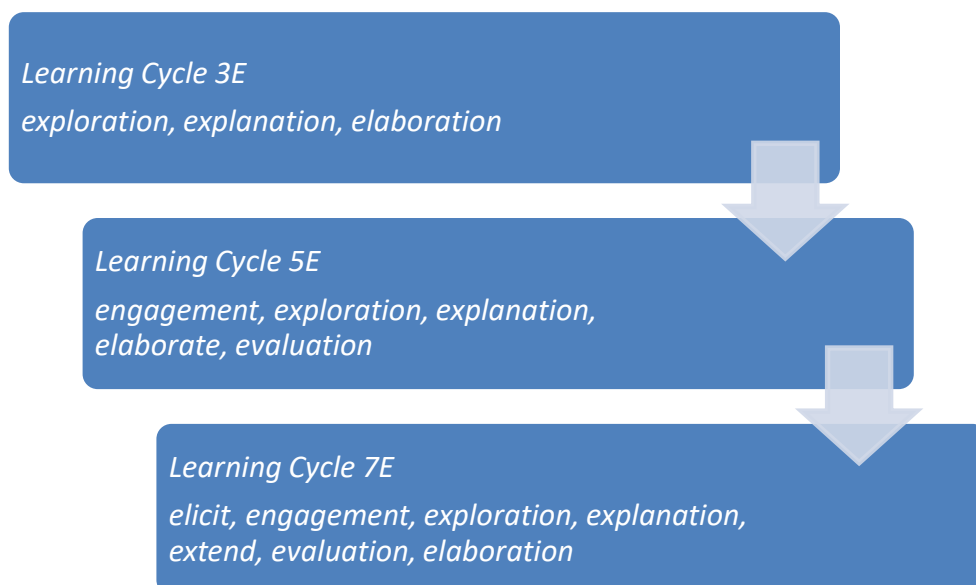 Learning Cycle 3E
exploration, explanation, elaboration
Learning Cycle 5E
engagement, exploration, explanation,
elaborate, evaluation
Learning Cycle 7E
elicit, engagement, exploration, explanation,
extend, evaluation, elaboration